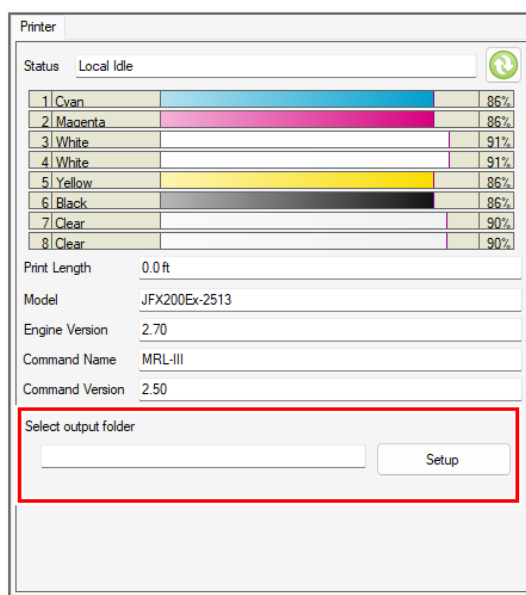 Printer
Status Local Idle
1 Cyan 86%
2 Magenta 86%
3 White 91%
4 White 91%
5 Yellow 86%
6 Black 86%
7 Clear 90%
8 Clear 90%
Print Length 0.0 ft
Model JFX200Ex-2513
Engine Version 2.70
Command Name MRL-III
Command Version 2.50
Select output folder
Setup